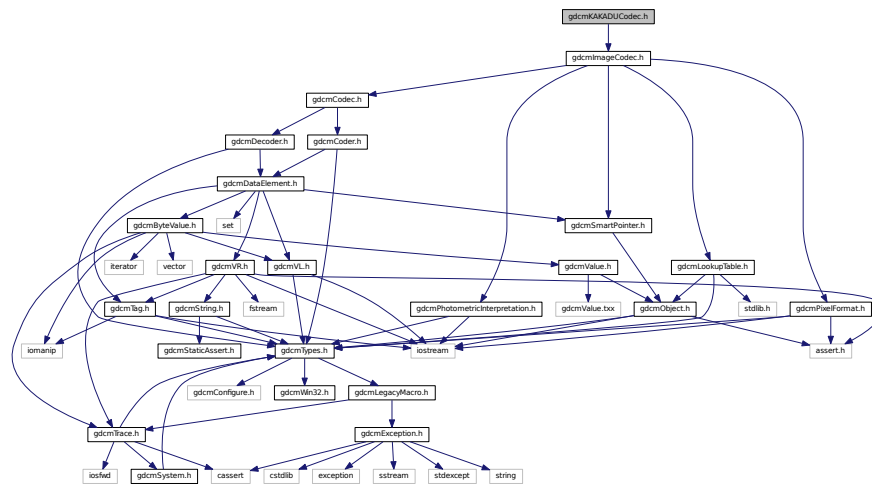 gdcmKAKADUCodec.h
gdcmImageCodec.h
gdcmCodec.h
gdcmDecoder.h
gdcmCoder.h
gdcmDataElement.h
gdcmByteValue.h
set
gdcmSmartPointer.h
iterator
vector
gdcmVR.h
gdcmVL.h
gdcmValue.h
gdcmLookupTable.h
gdcmTag.h
gdcmString.h
fstream
gdcmPhotometricInterpretation.h
gdcmValue.txx
gdcmObject.h
stdlib.h
gdcmPixelFormat.h
iomanip
gdcmStaticAssert.h
gdcmTypes.h
iostream
assert.h
gdcmConfigure.h
gdcmWin32.h
gdcmLegacyMacro.h
gdcmTrace.h
gdcmException.h
iosfwd
gdcmSystem.h
cassert
cstdlib
exception
sstream
stdexcept
string